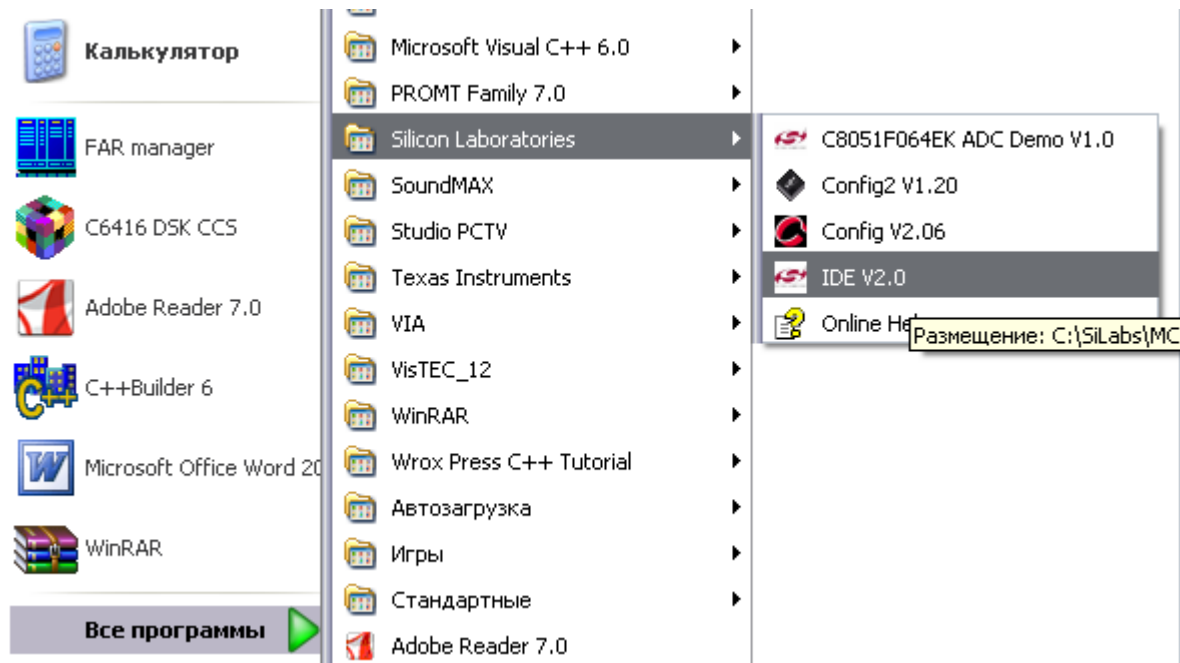 Калькулятор
FAR manager
C6416 DSK CCS
Adobe Reader 7.0
C++Builder 6
Microsoft Office Word 20
WinRAR
Все программы
Microsoft Visual C++ 6.0
PROMT Family 7.0
Silicon Laboratories
SoundMAX
Studio PCTV
Texas Instruments
VIA
VisTEC_12
WinRAR
Wrox Press C++ Tutorial
Автозагрузка
Игры
Стандартные
Adobe Reader 7.0
C8051F064EK ADC Demo V1.0
Config2 V1.20
Config V2.06
IDE V2.0
Online He
Размещение: C:\SiLabs\MC